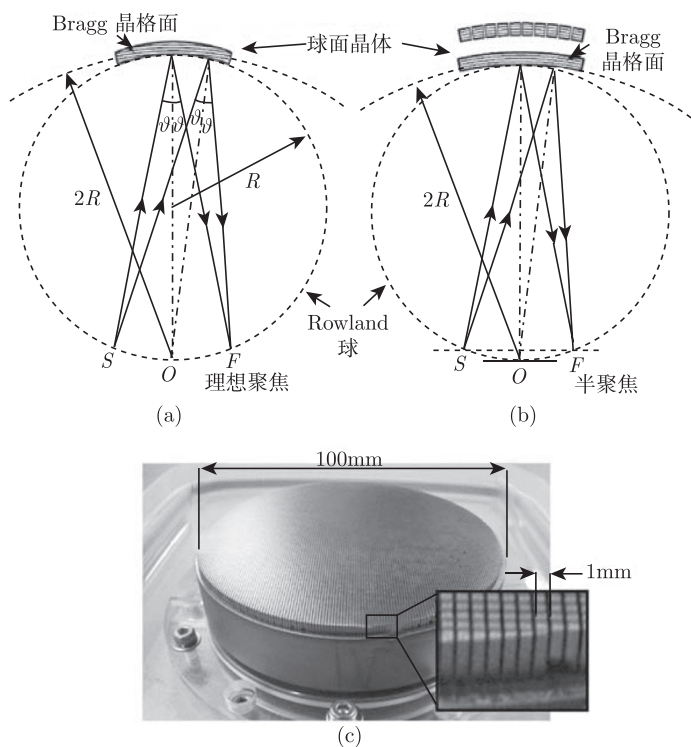 Bragg
晶格面
球面晶体
Bragg
晶格面
ϑ
ϑ
ϑ
ϑ
2R
R
2R
Rowland
球
S
O
F
理想聚焦
S
O
F
半聚焦
(a)
(b)
100mm
1mm
(c)